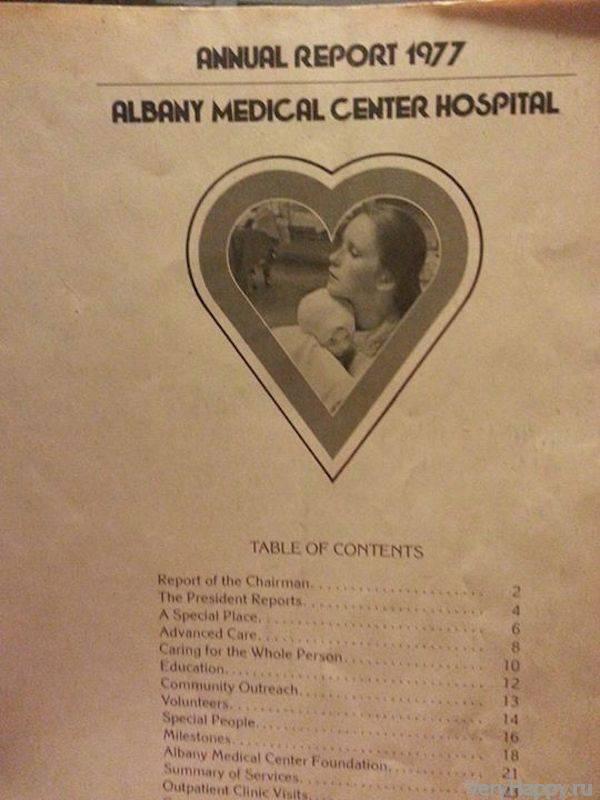 ANNUAL REPORT 1977
ALBANY MEDICAL CENTER HOSPITAL
TABLE OF CONTENTS
Report of the Chairman. . . . . . . . . . . . . . . . . . . 2
The President Reports. . . . . . . . . . . . . . . . . . . 4
A Special Place. . . . . . . . . . . . . . . . . . . . . . . 6
Advanced Care. . . . . . . . . . . . . . . . . . . . . . . 8
Caring for the Whole Person. . . . . . . . . . . . . . . 10
Education. . . . . . . . . . . . . . . . . . . . . . . . . . 12
Community Outreach. . . . . . . . . . . . . . . . . . . 13
Volunteers. . . . . . . . . . . . . . . . . . . . . . . . . 14
Special People. . . . . . . . . . . . . . . . . . . . . . . 16
Milestones. . . . . . . . . . . . . . . . . . . . . . . . . 18
Albany Medical Center Foundation. . . . . . . . . . . 21
Summary of Services. . . . . . . . . . . . . . . . . . .
Outpatient Clinic Visits. . . . . . . . . . . . . . . . .
VeryHappy.ru